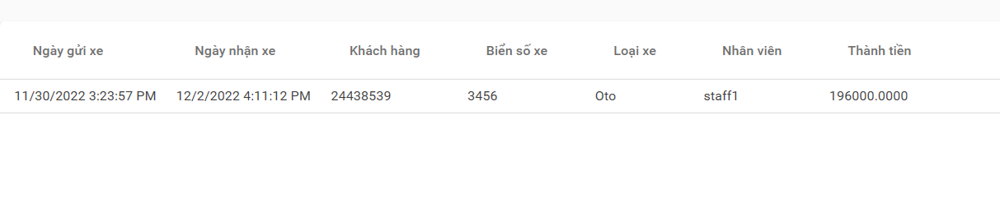 Ngày gửi xe Ngày nhận xe Khách hàng Biển số xe Loại xe Nhân viên Thành tiền
11/30/2022 3:23:57 PM 12/2/2022 4:11:12 PM 24438539 3456 Oto staff1 196000.0000